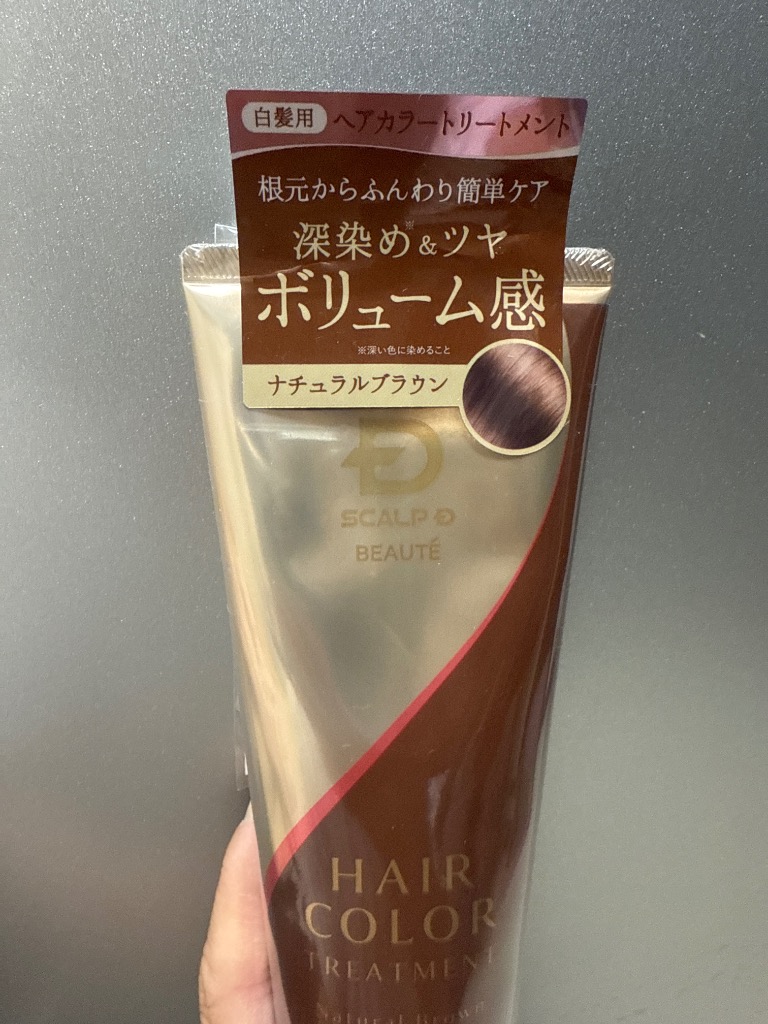 白髪用 ヘアカラートリートメント
根元からふんわり簡単ケア
深染め※&ツヤ
ボリューム感
※深い色に染めること
ナチュラルブラウン
SCALP D
BEAUTÉ
HAIR
COLOR
TREATMENT
Natural Brown